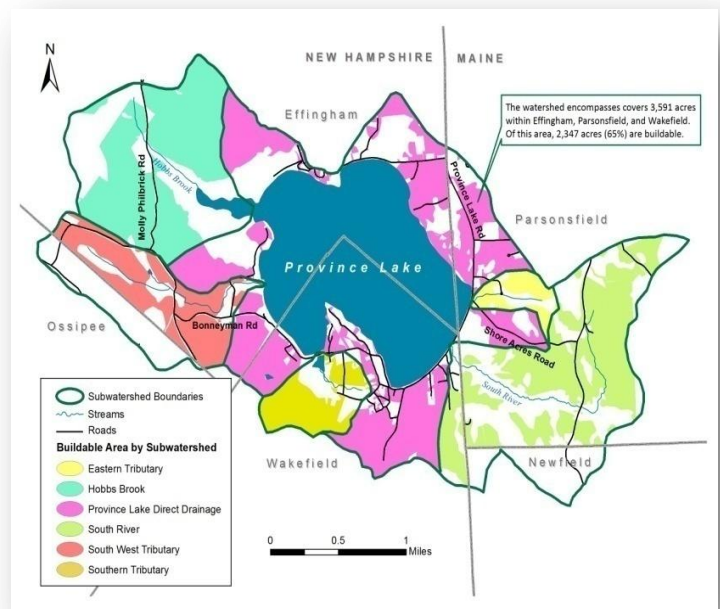 N
NEW HAMPSHIRE
MAINE
The watershed encompasses covers 3,591 acres
within Effingham, Parsonsfield, and Wakefield.
Of this area, 2,347 acres (65%) are buildable.
Effingham
Molly Philbrick Rd
Hobbs Brook
Province Lake Rd
Parsonsfield
Province Lake
Ossipee
Bonneyman Rd
Shore Acres Road
South River
Wakefield
Newfield
Subwatershed Boundaries
Streams
Roads
Buildable Area by Subwatershed
Eastern Tributary
Hobbs Brook
Province Lake Direct Drainage
South River
South West Tributary
Southern Tributary
0 0.5 1
Miles